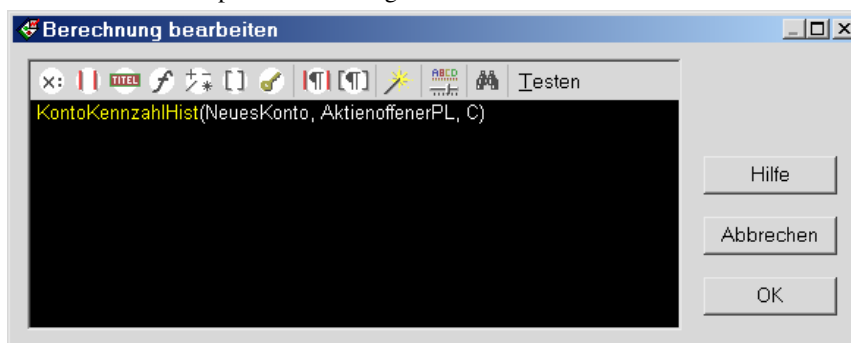 Berechnung bearbeiten
x: TITEL f [] [¶] ABCD Testen
KontoKennzahlHist(NeuesKonto, AktienoffenerPL, C)
Hilfe
Abbrechen
OK